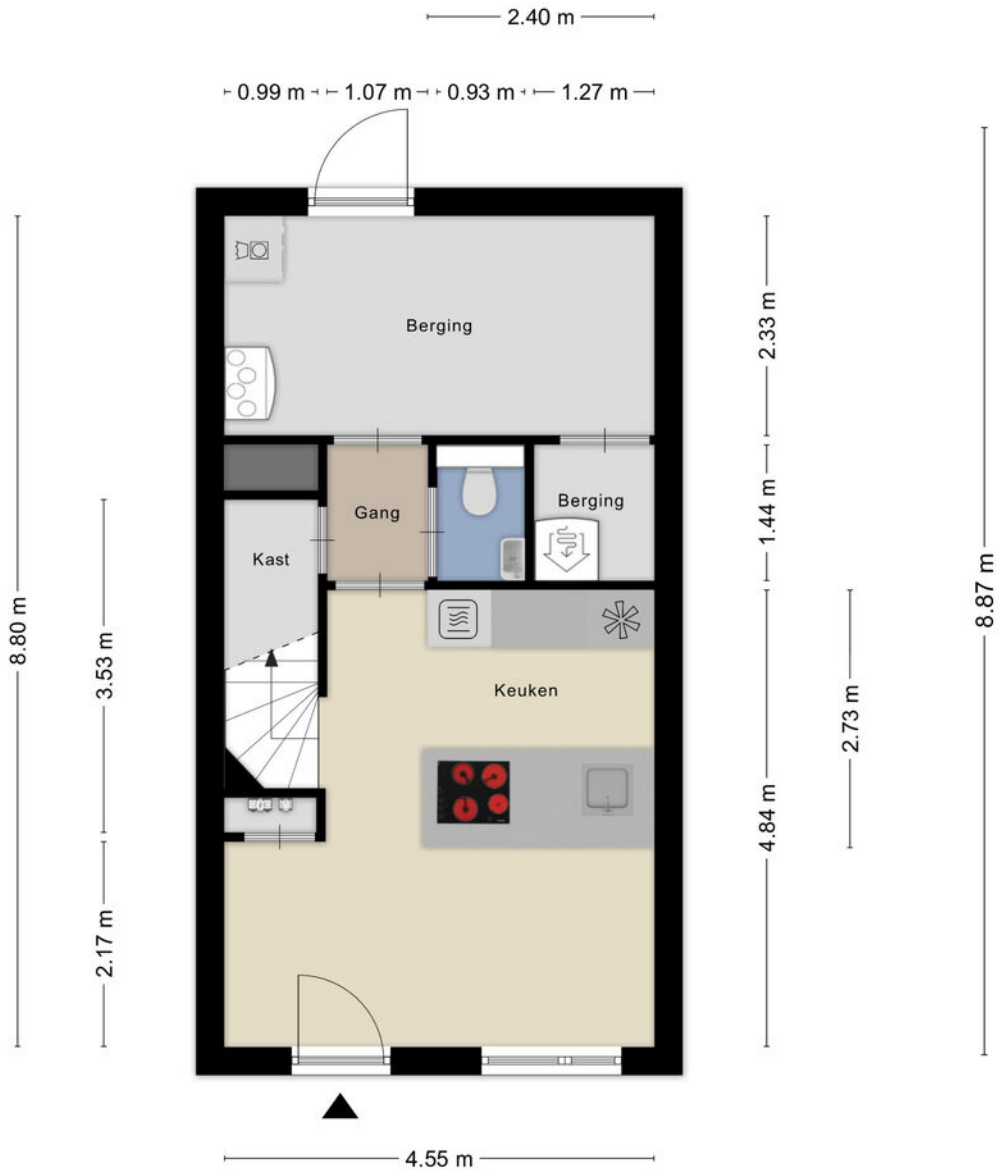 2.40 m
0.99 m
1.07 m
0.93 m
1.27 m
Berging
2.33 m
Berging
Gang
Kast
1.44 m
8.87 m
8.80 m
3.53 m
Keuken
2.73 m
4.84 m
2.17 m
4.55 m